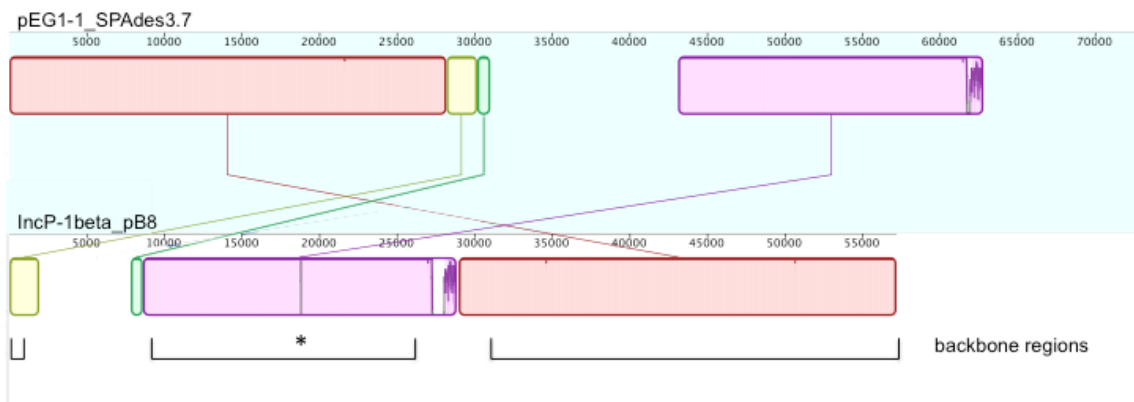 pEG1-1_SPAdes3.7
5000 10000 15000 20000 25000 30000 35000 40000 45000 50000 55000 60000 65000 70000
IncP-1beta_pB8
5000 10000 15000 20000 25000 30000 35000 40000 45000 50000 55000
* backbone regions